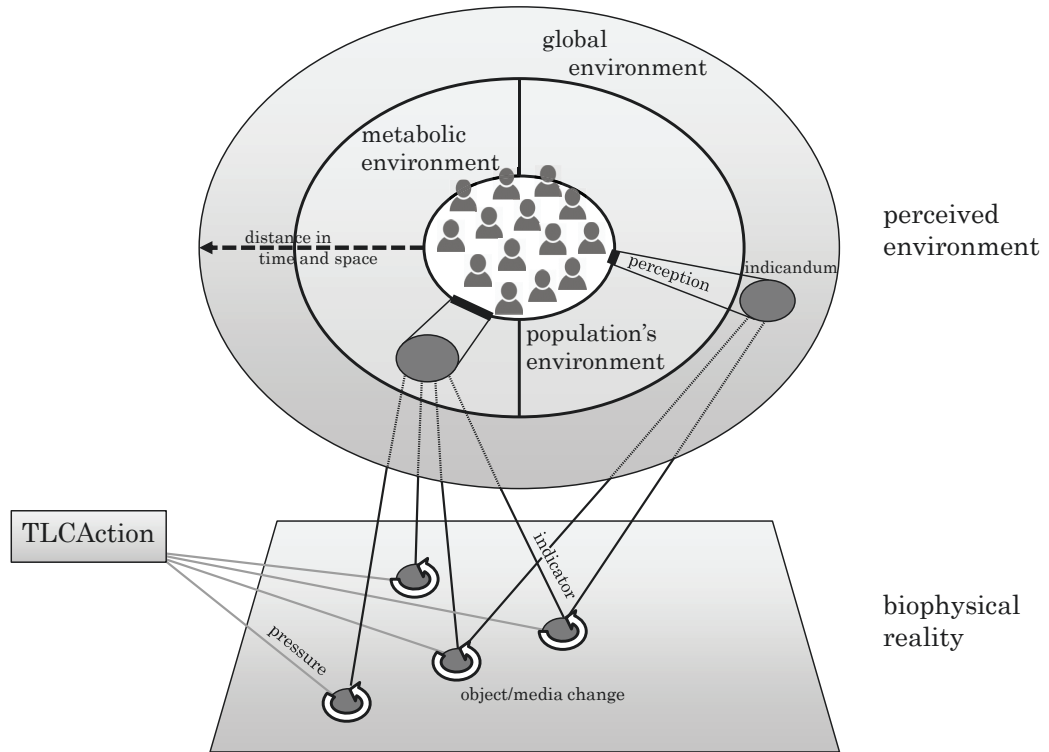 global
environment
metabolic
environment
distance in
time and space
perception
indicandum
perceived
environment
population's
environment
TLCAction
indicator
pressure
object/media change
biophysical
reality